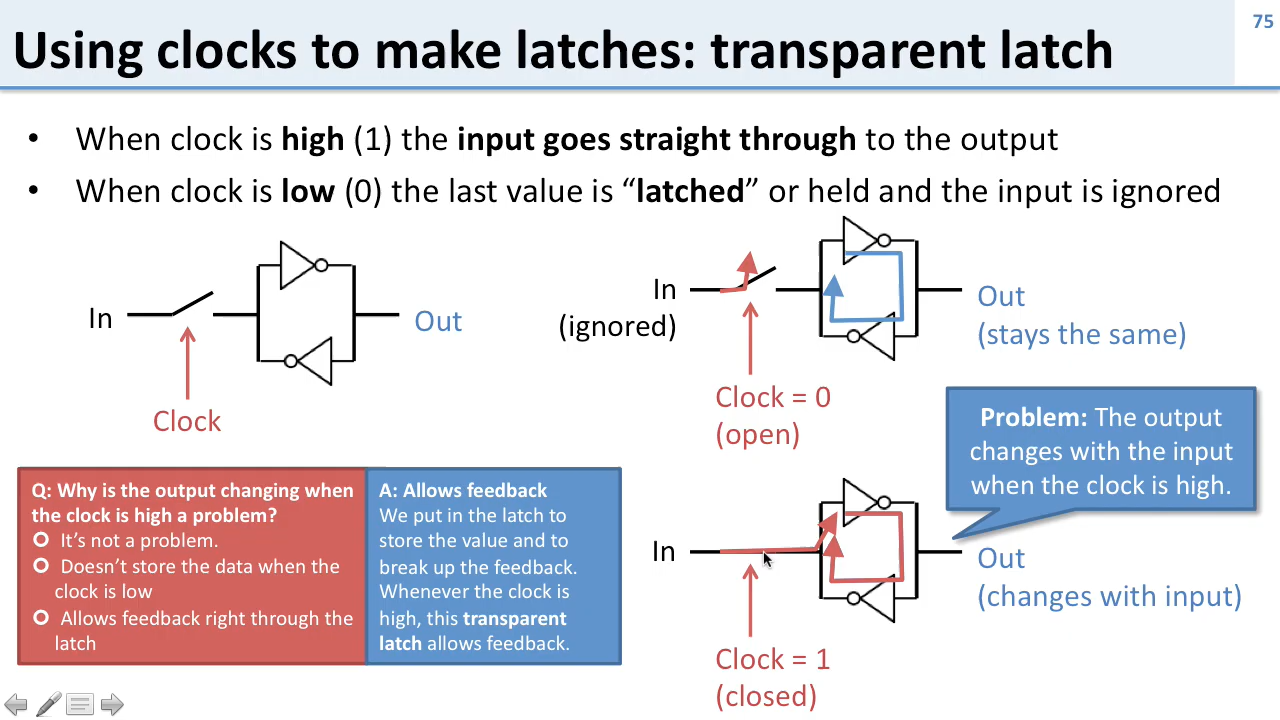 75
Using clocks to make latches: transparent latch
• When clock is high (1) the input goes straight through to the output
• When clock is low (0) the last value is “latched” or held and the input is ignored
In
Out
Clock
In
(ignored)
Out
(stays the same)
Clock = 0
(open)
Problem: The output
changes with the input
when the clock is high.
In
Out
(changes with input)
Clock = 1
(closed)
Q: Why is the output changing when
the clock is high a problem?
It’s not a problem.
Doesn’t store the data when the
clock is low
Allows feedback right through the
latch
A: Allows feedback
We put in the latch to
store the value and to
break up the feedback.
Whenever the clock is
high, this transparent
latch allows feedback.